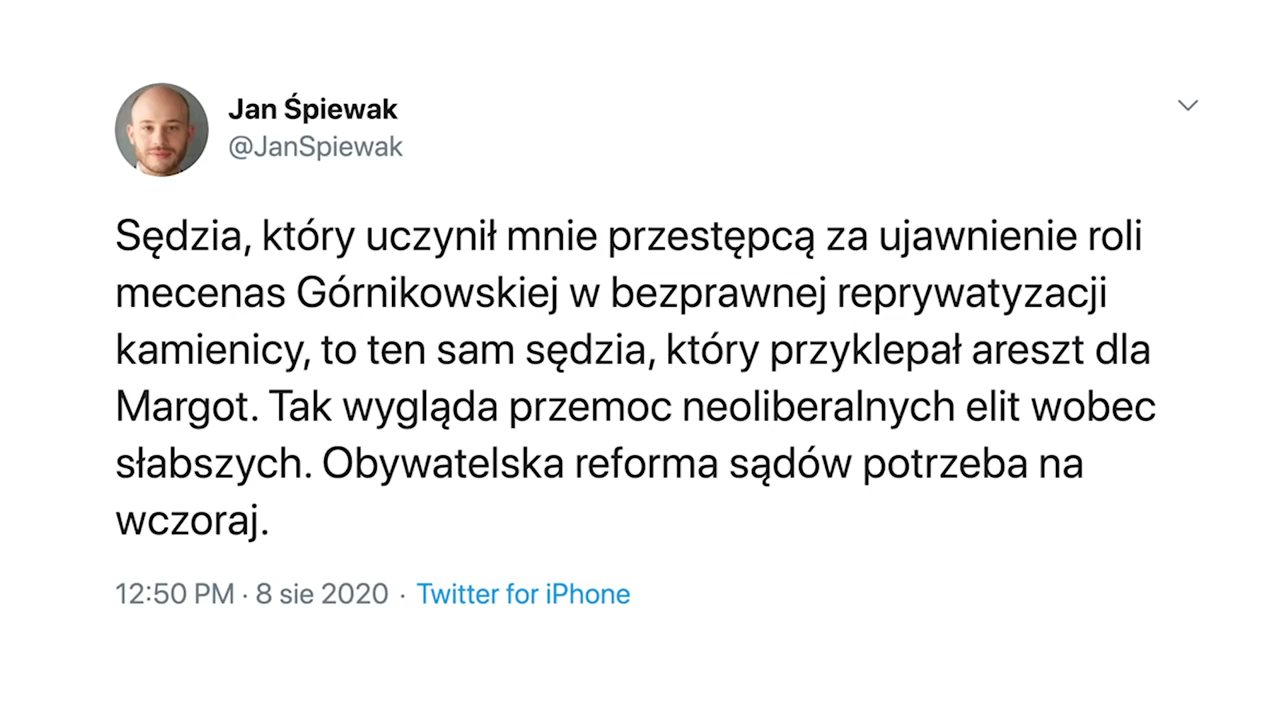 Jan Śpiewak
@JanSpiewak
Sędzia, który uczynił mnie przestępcą za ujawnienie roli
mecenas Górnikowskiej w bezprawnej reprywatyzacji
kamienicy, to ten sam sędzia, który przyklepał areszt dla
Margot. Tak wygląda przemoc neoliberalnych elit wobec
słabszych. Obywatelska reforma sądów potrzeba na
wczoraj.
12:50 PM · 8 sie 2020 · Twitter for iPhone